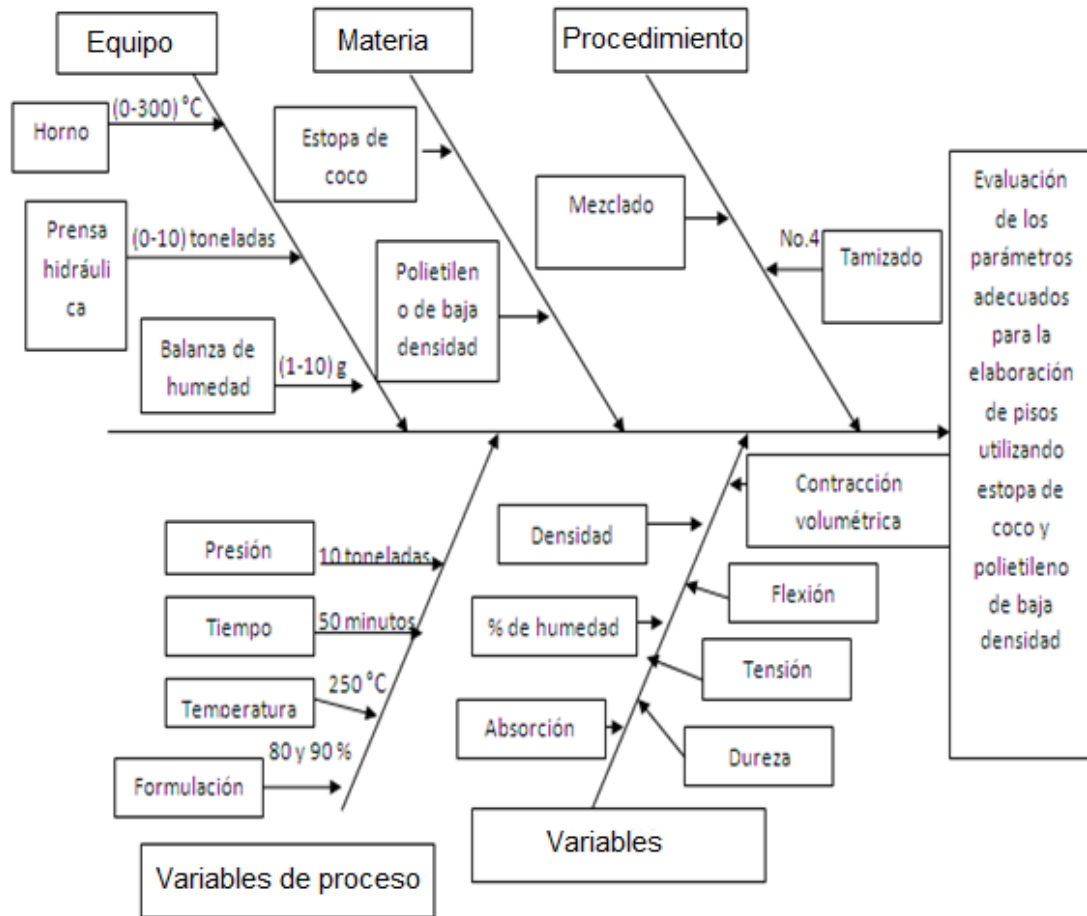 Equipo
Materia
Procedimiento
Horno
(0-300) °C
Estopa de
coco
Mezclado
No.4
Tamizado
Prensa
hidráuli
ca
(0-10) toneladas
Polietilen
o de baja
densidad
Balanza de
humedad
(1-10) g
Evaluación
de los
parámetros
adecuados
para la
elaboración
de pisos
utilizando
estopa de
coco y
polietileno
de baja
densidad
Presión
10 toneladas
Tiempo
50 minutos
Temperatura
250 °C
Formulación
80 y 90 %
Variables de proceso
Contracción
volumétrica
Densidad
Flexión
% de humedad
Tensión
Absorción
Dureza
Variables